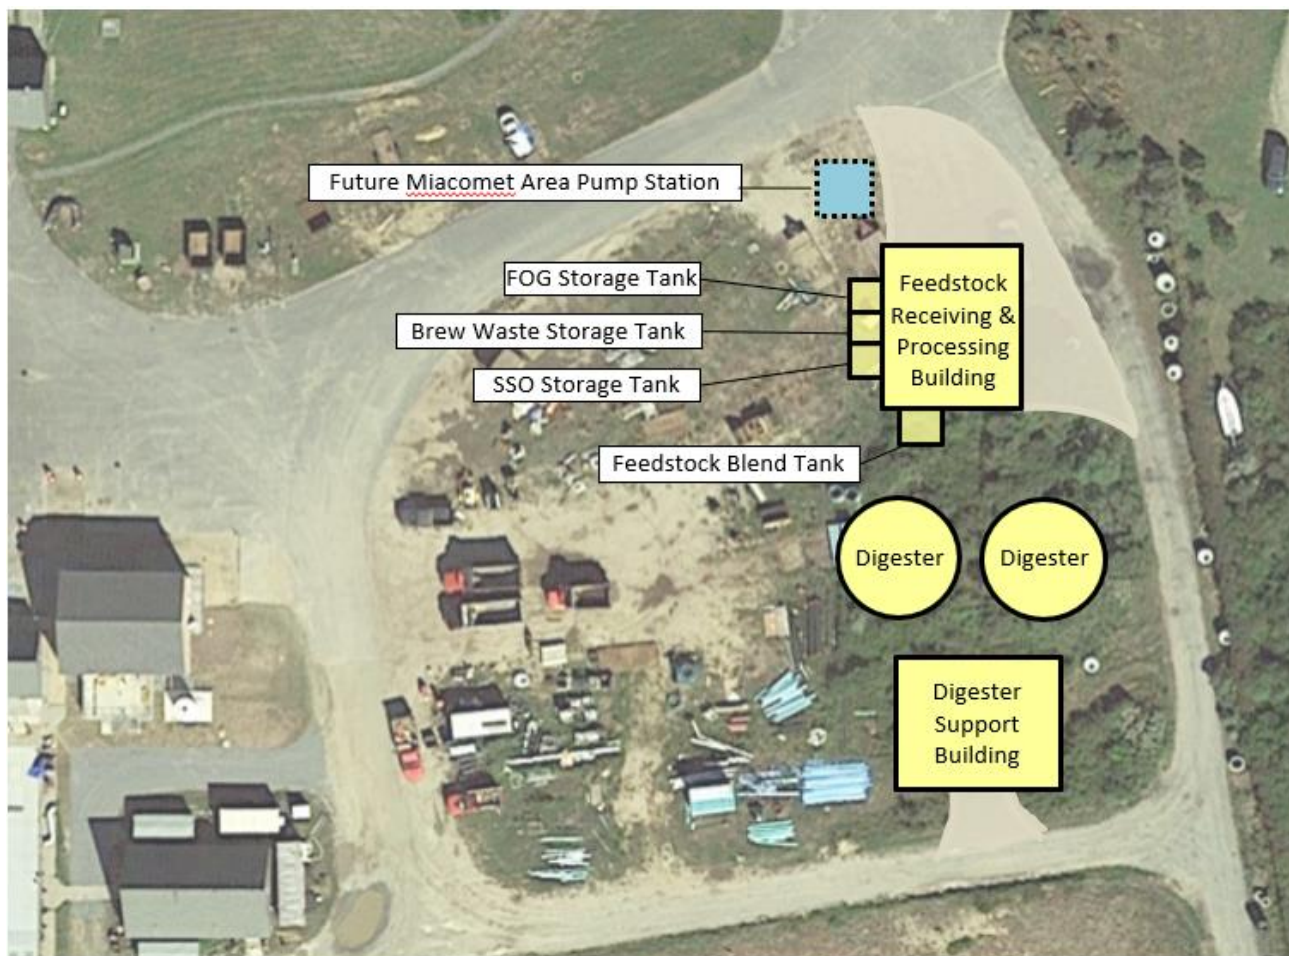 Future Miacomet Area Pump Station
FOG Storage Tank
Brew Waste Storage Tank
SSO Storage Tank
Feedstock
Receiving &
Processing
Building
Feedstock Blend Tank
Digester
Digester
Digester
Support
Building